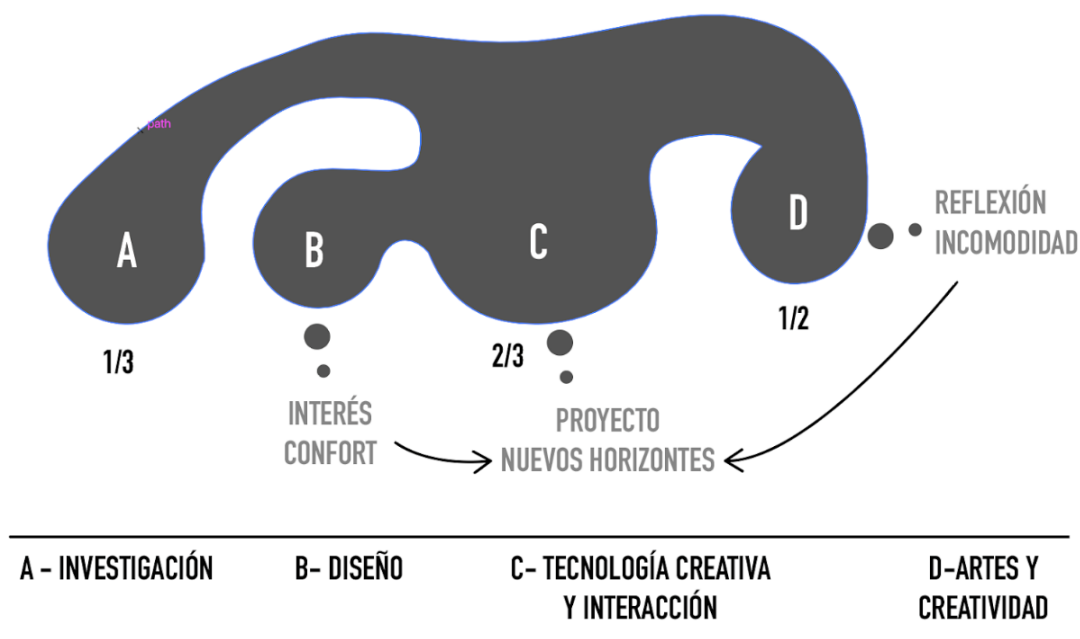 path
A
B
C
D
REFLEXIÓN
INCOMODIDAD
1/3
2/3
1/2
INTERÉS
CONFORT
PROYECTO
NUEVOS HORIZONTES
A - INVESTIGACIÓN
B- DISEÑO
C- TECNOLOGÍA CREATIVA
Y INTERACCIÓN
D-ARTES Y
CREATIVIDAD